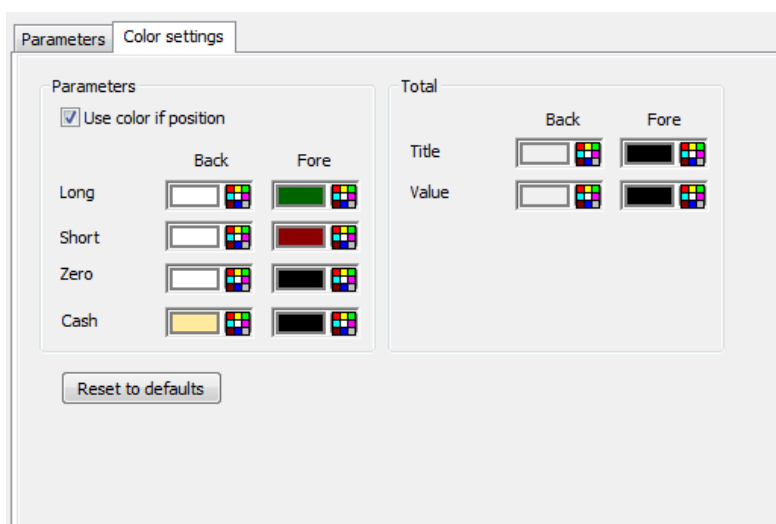 Parameters Color settings
Parameters
Use color if position
Back Fore
Long
Short
Zero
Cash
Total
Back Fore
Title
Value
Reset to defaults